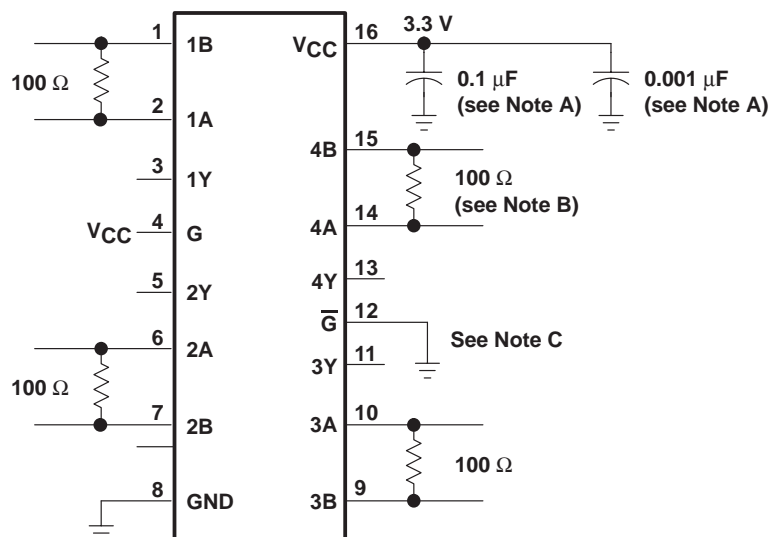 1
1B
100 Ω
2
1A
3
1Y
VCC
4
G
5
2Y
6
2A
100 Ω
7
2B
8
GND
VCC
16
3.3 V
0.1 μF
(see Note A)
0.001 μF
(see Note A)
4B
15
100 Ω
(see Note B)
4A
14
4Y
13
G̅
12
See Note C
3Y
11
3A
10
100 Ω
3B
9